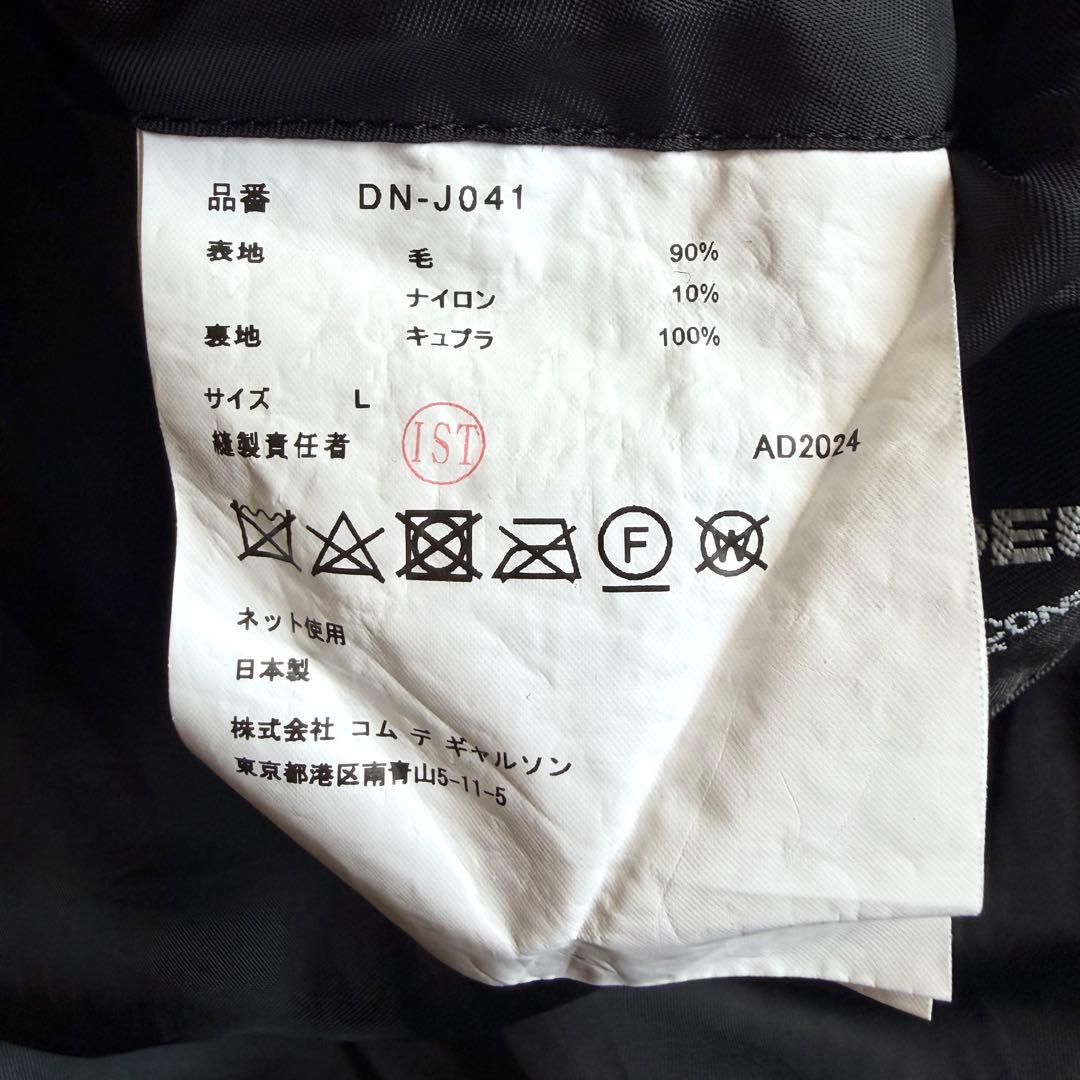 品番 DN-J041
表地 毛 90%
ナイロン 10%
裏地 キュプラ 100%
サイズ L
縫製責任者 IST AD2024
F W
ネット使用
日本製
株式会社 コム デ ギャルソン
東京都港区南青山5-11-5